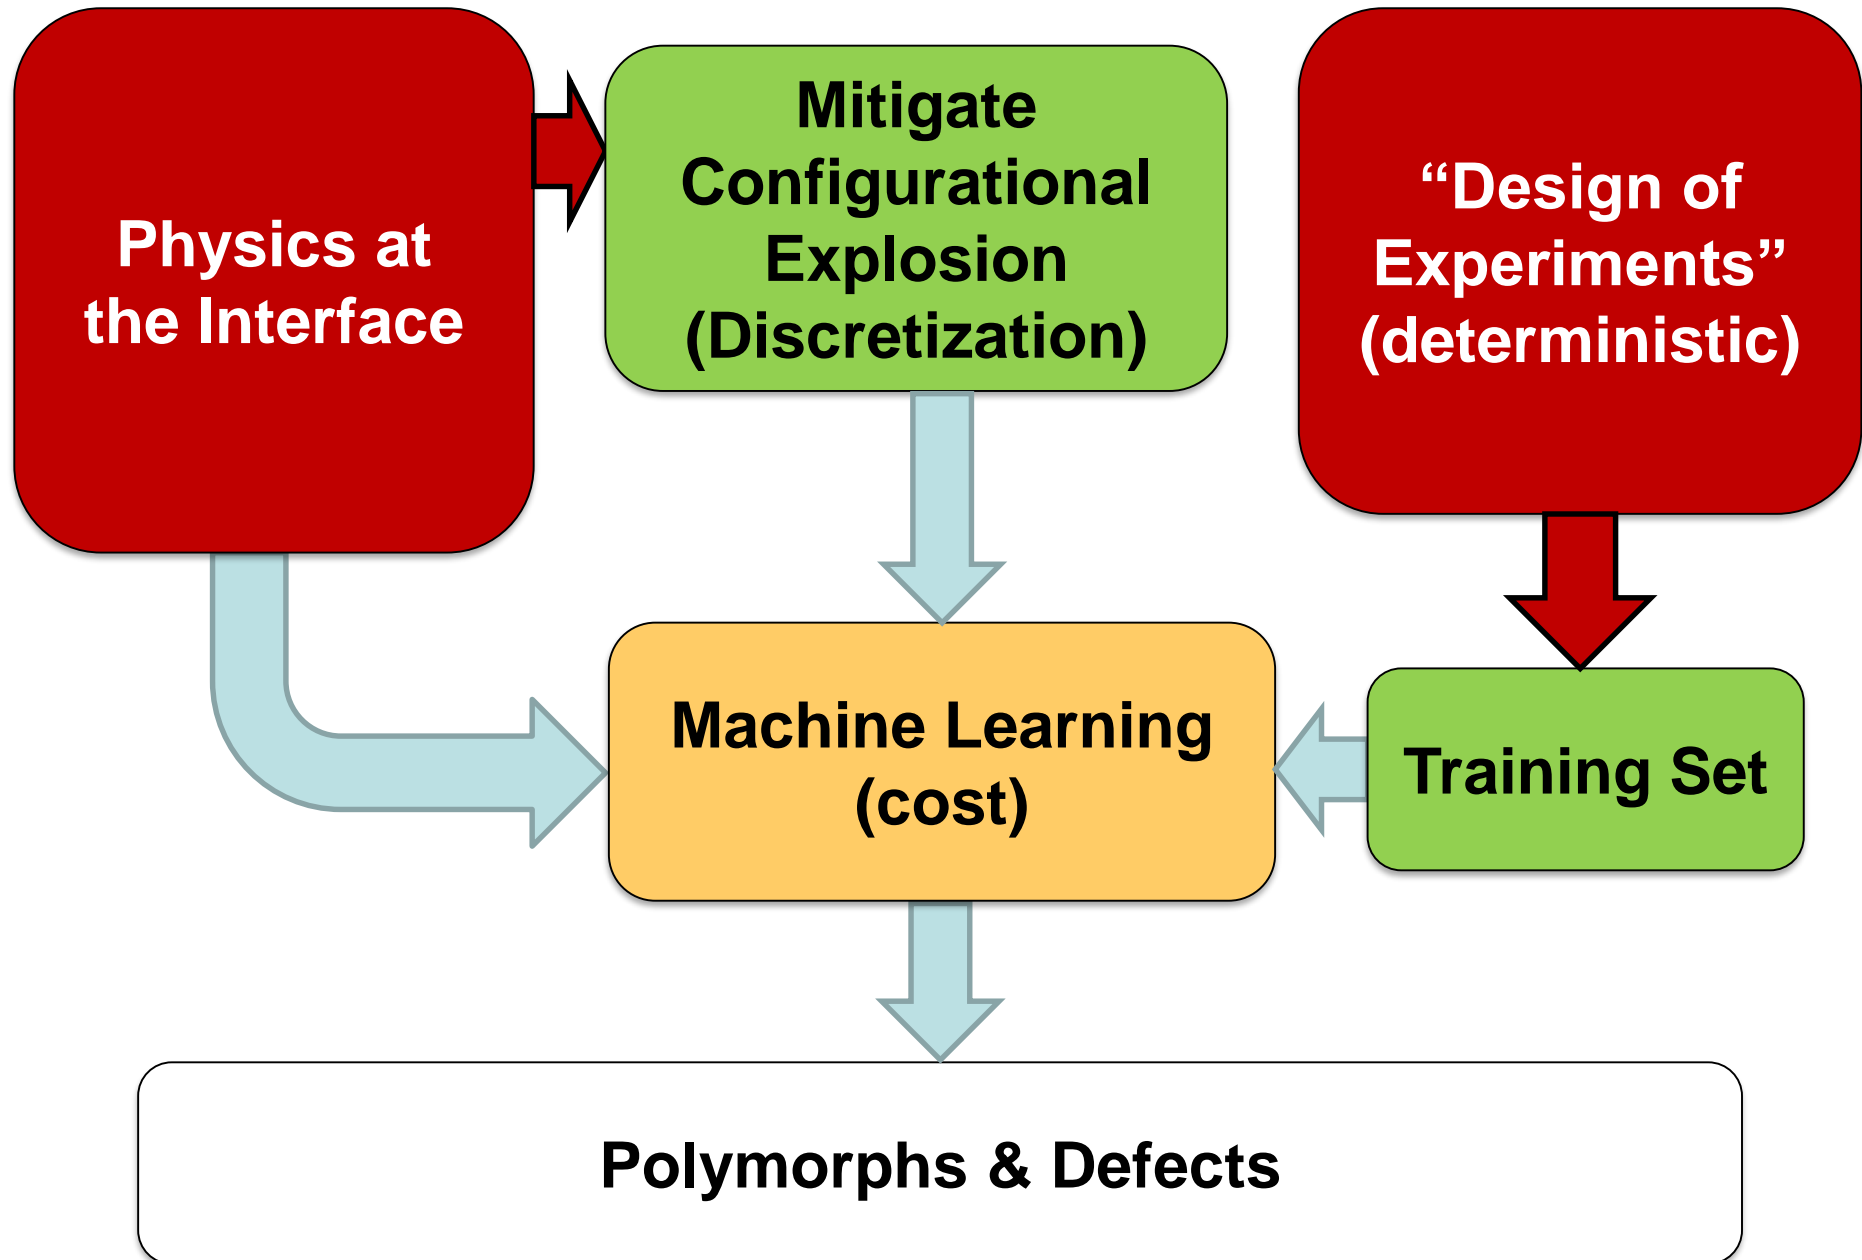 Physics at
the Interface
Mitigate
Configurational
Explosion
(Discretization)
“Design of
Experiments”
(deterministic)
Machine Learning
(cost)
Training Set
Polymorphs & Defects